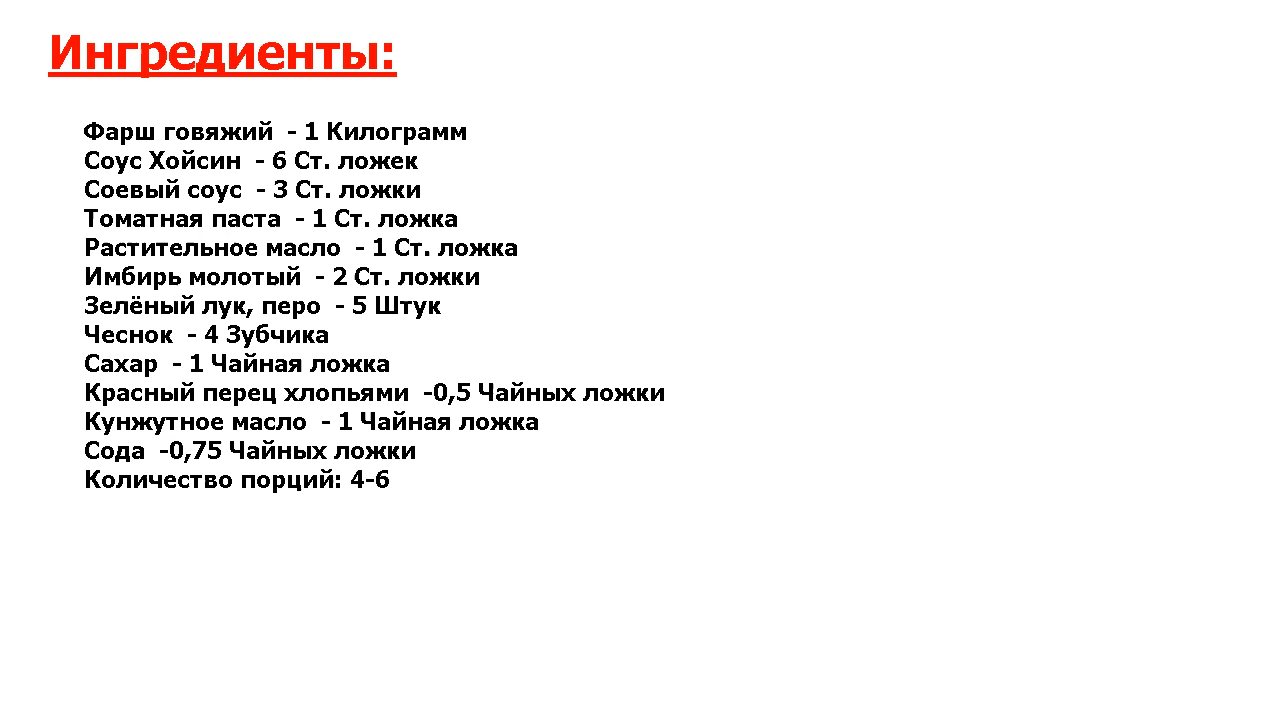 Ингредиенты:
Фарш говяжий  - 1 Килограмм
Соус Хойсин  - 6 Ст. ложек
Соевый соус  - 3 Ст. ложки
Томатная паста  - 1 Ст. ложка
Растительное масло  - 1 Ст. ложка
Имбирь молотый  - 2 Ст. ложки
Зелёный лук, перо  - 5 Штук
Чеснок  - 4 Зубчика
Сахар  - 1 Чайная ложка
Красный перец хлопьями  -0,5 Чайных ложки
Кунжутное масло  - 1 Чайная ложка
Сода  -0,75 Чайных ложки
Количество порций: 4-6